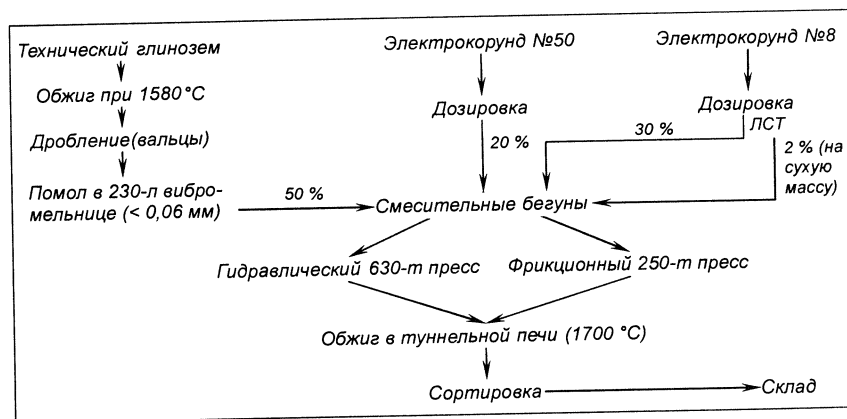 Технический глинозем
Электрокорунд №50
Электрокорунд №8
Обжиг при 1580°C
Дозировка
Дозировка
ЛСТ
Дробление(вальцы)
20 %
30 %
2 % (на
сухую
массу)
Помол в 230-л вибро-
мельнице (< 0,06 мм)
50 %
Смесительные бегуны
Гидравлический 630-т пресс
Фрикционный 250-т пресс
Обжиг в туннельной печи (1700 °C)
Сортировка
Склад